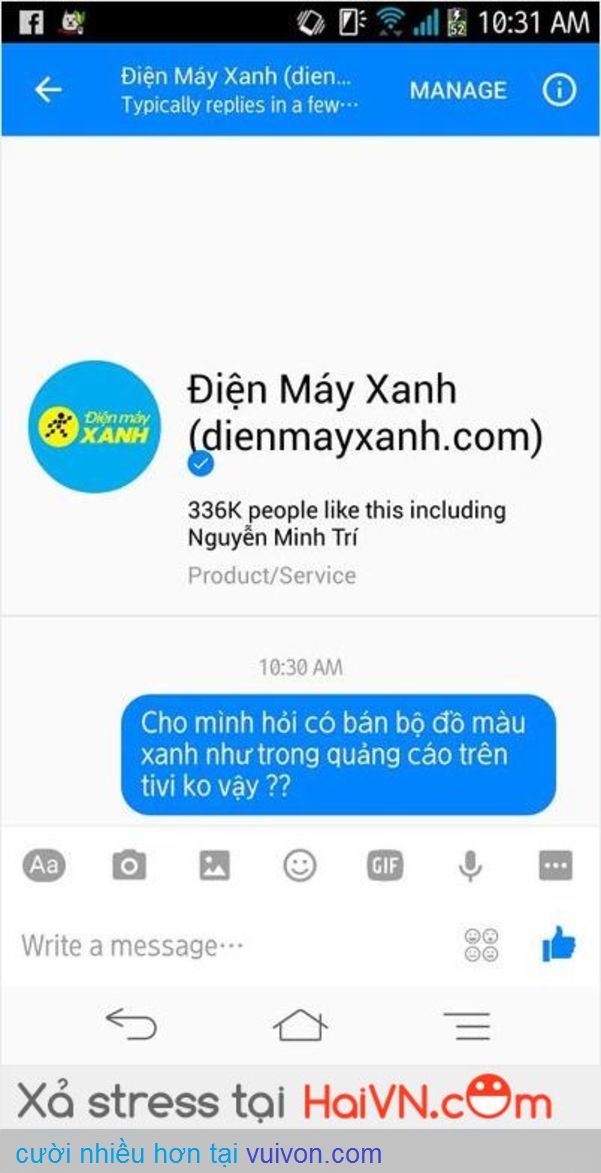 52 10:31 AM
Điện Máy Xanh (dien...
Typically replies in a few···
MANAGE
Điện máy
XANH
Điện Máy Xanh
(dienmayxanh.com)
336K people like this including
Nguyễn Minh Trí
Product/Service
10:30 AM
Cho mình hỏi có bán bộ đồ màu
xanh như trong quảng cáo trên
tivi ko vậy ??
Aa
GIF
Write a message···
Xả stress tại HaiVN.cOm
cười nhiều hơn tại vuivon.com